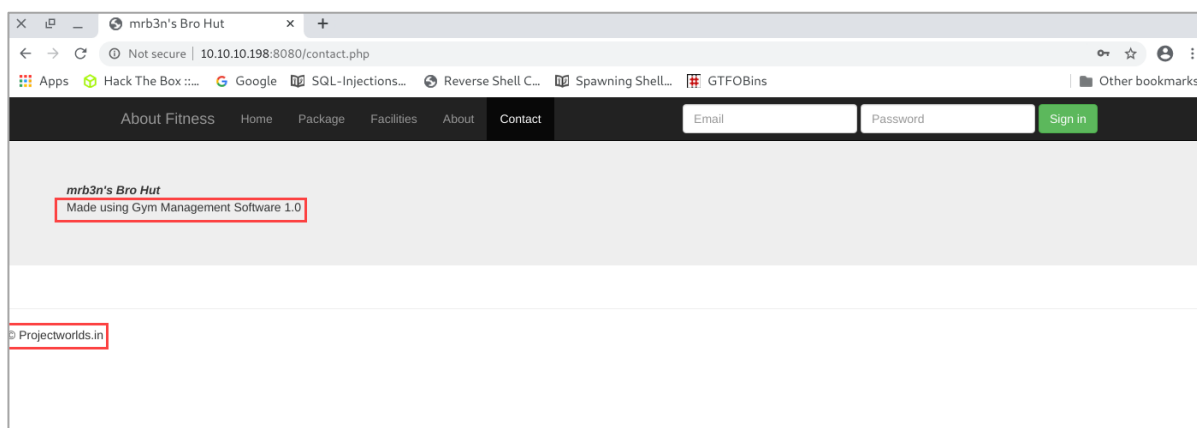 mrb3n's Bro Hut
Not secure | 10.10.10.198:8080/contact.php
Apps Hack The Box ::... Google SQL-Injections... Reverse Shell C... Spawning Shell... GTFOBins Other bookmarks
About Fitness Home Package Facilities About Contact Email Password Sign in
mrb3n's Bro Hut
Made using Gym Management Software 1.0
© Projectworlds.in